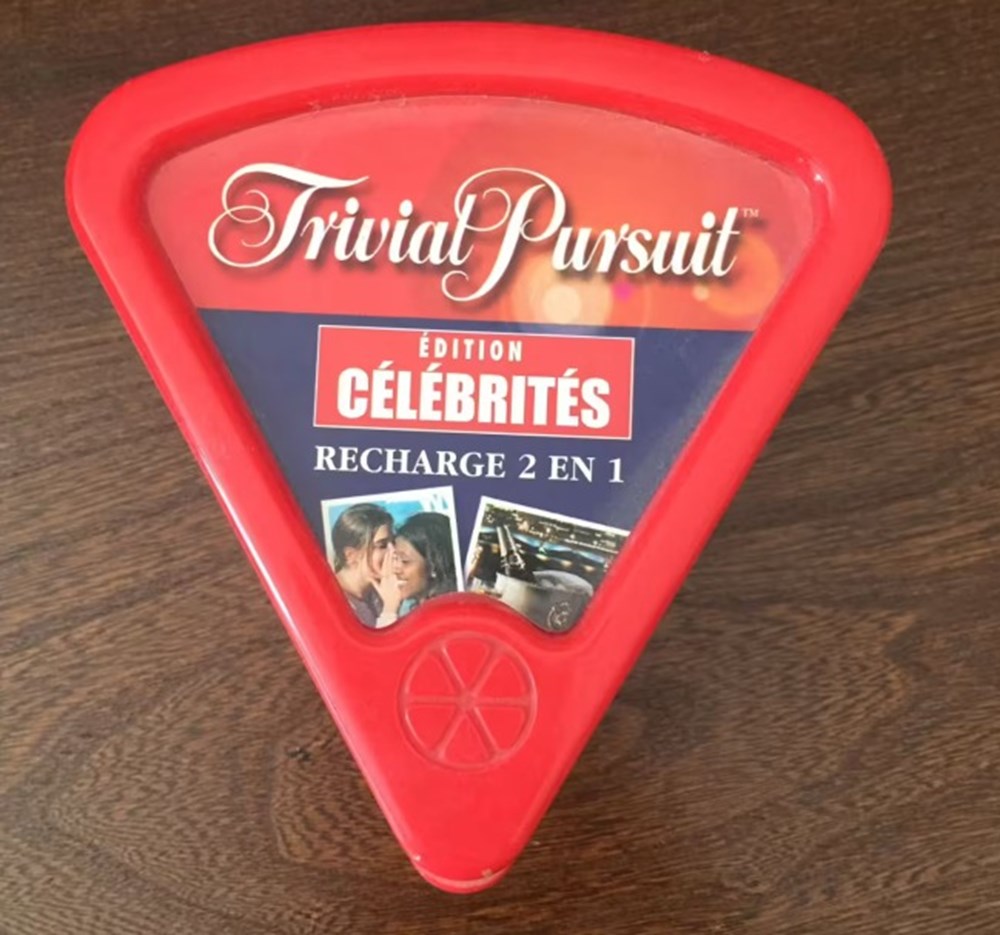 Trivial Pursuit™
ÉDITION
CÉLÉBRITÉS
RECHARGE 2 EN 1